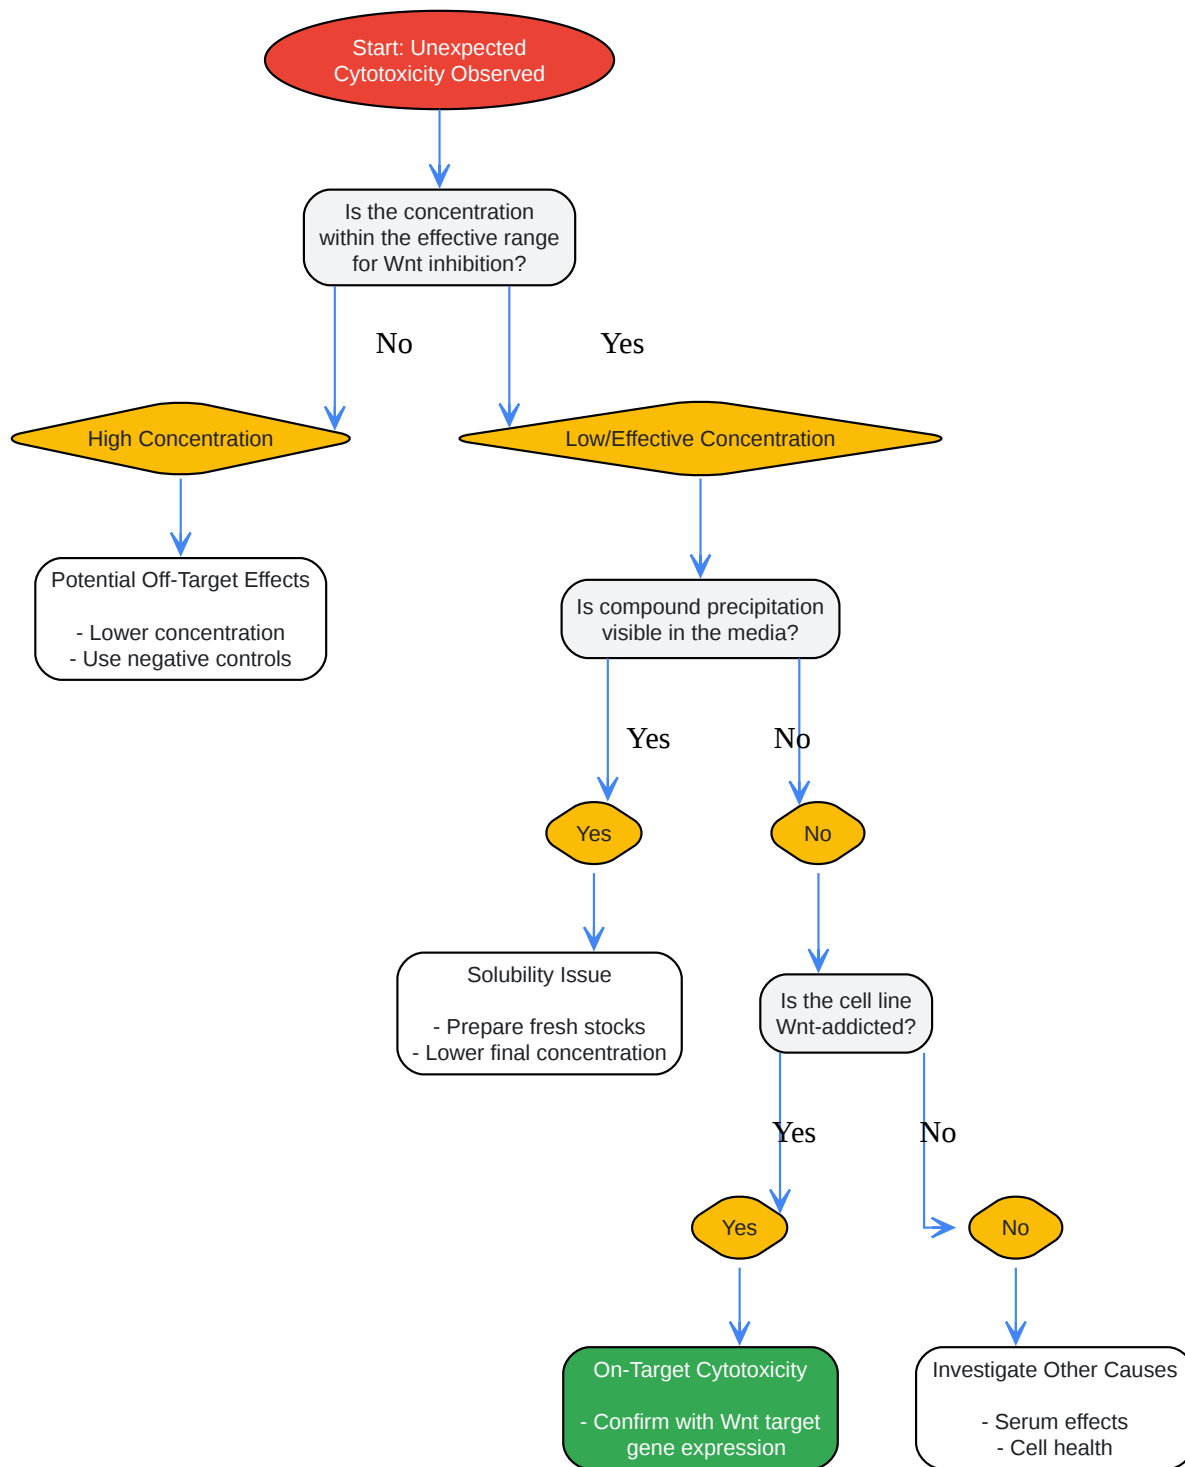 Start: Unexpected
Cytotoxicity Observed
Is the concentration
within the effective range
for Wnt inhibition?
No
Yes
High Concentration
Low/Effective Concentration
Potential Off-Target Effects
- Lower concentration
- Use negative controls
Is compound precipitation
visible in the media?
Yes
No
Yes
No
Solubility Issue
- Prepare fresh stocks
- Lower final concentration
Is the cell line
Wnt-addicted?
Yes
No
Yes
No
On-Target Cytotoxicity
- Confirm with Wnt target
gene expression
Investigate Other Causes
- Serum effects
- Cell health